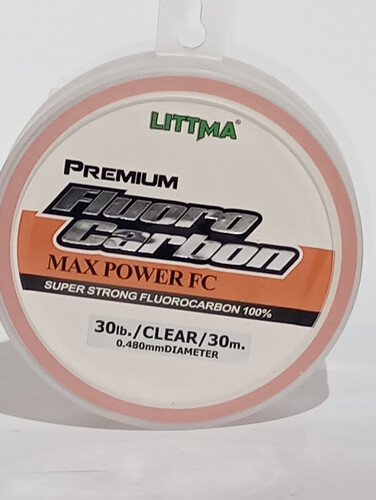 LITTMA®
PREMIUM
Fluoro
Carbon
MAX POWER FC
SUPER STRONG FLUOROCARBON 100%
30lb./CLEAR/30m.
0.480mmDIAMETER